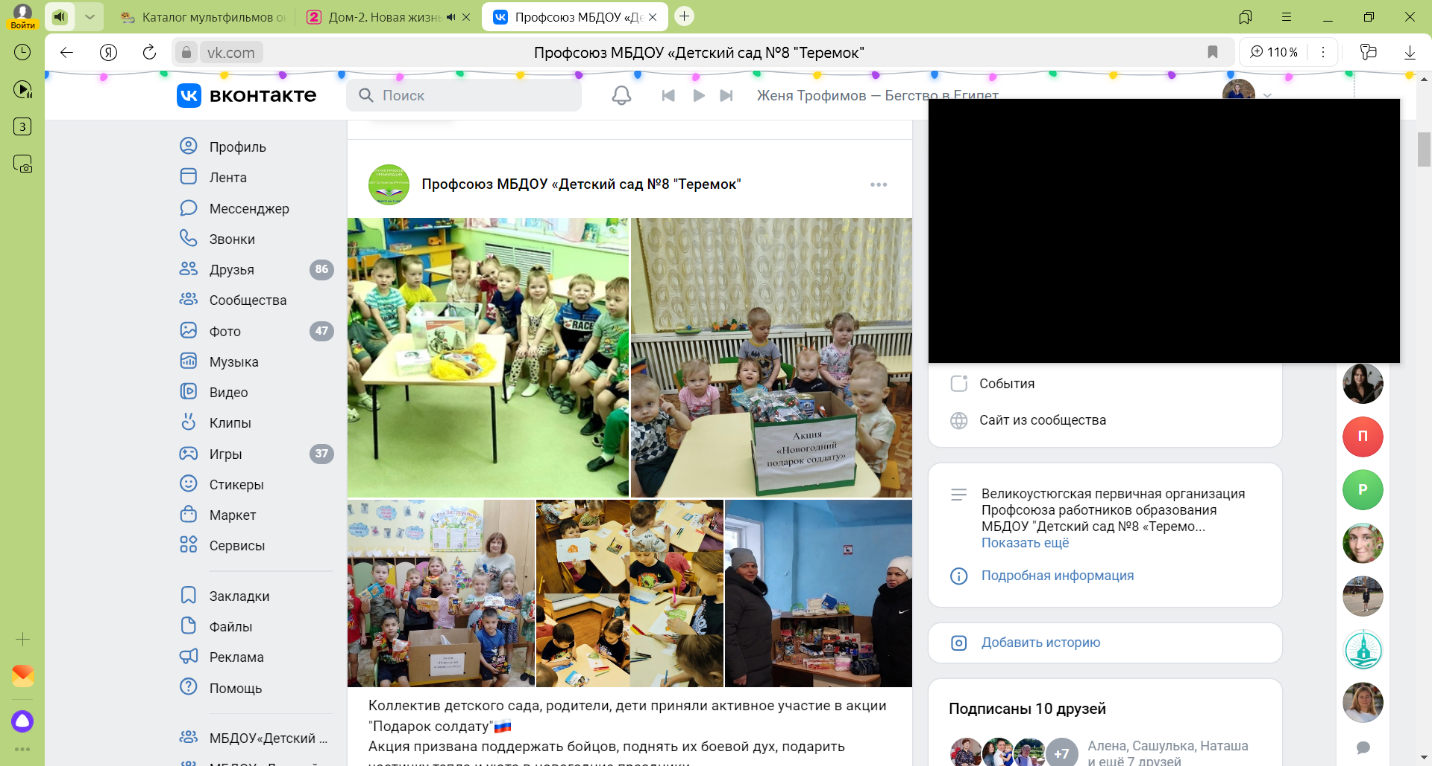 Войти
Каталог мультфильмов о
Дом-2. Новая жизнь
Профсоюз МБДОУ «Де
vk.com
Профсоюз МБДОУ «Детский сад №8 "Теремок"
110 %
3
вконтакте
Поиск
Женя Трофимов — Бегство в Египет
Профиль
Лента
Мессенджер
Звонки
Друзья 86
Сообщества
Фото 47
Музыка
Видео
Клипы
Игры 37
Стикеры
Маркет
Сервисы
Закладки
Файлы
Реклама
Помощь
МБДОУ«Детский ...
Профсоюз МБДОУ «Детский сад №8 "Теремок"
Акция
«Новогодний
подарок солдату»
Коллектив детского сада, родители, дети приняли активное участие в акции
"Подарок солдату"
Акция призвана поддержать бойцов, поднять их боевой дух, подарить
События
Сайт из сообщества
Великоустюгская первичная организация
Профсоюза работников образования
МБДОУ "Детский сад №8 «Теремо...
Показать ещё
Подробная информация
Добавить историю
Подписаны 10 друзей
+7
Алена, Сашулька, Наташа
и ещё 7 друзей
П
Р